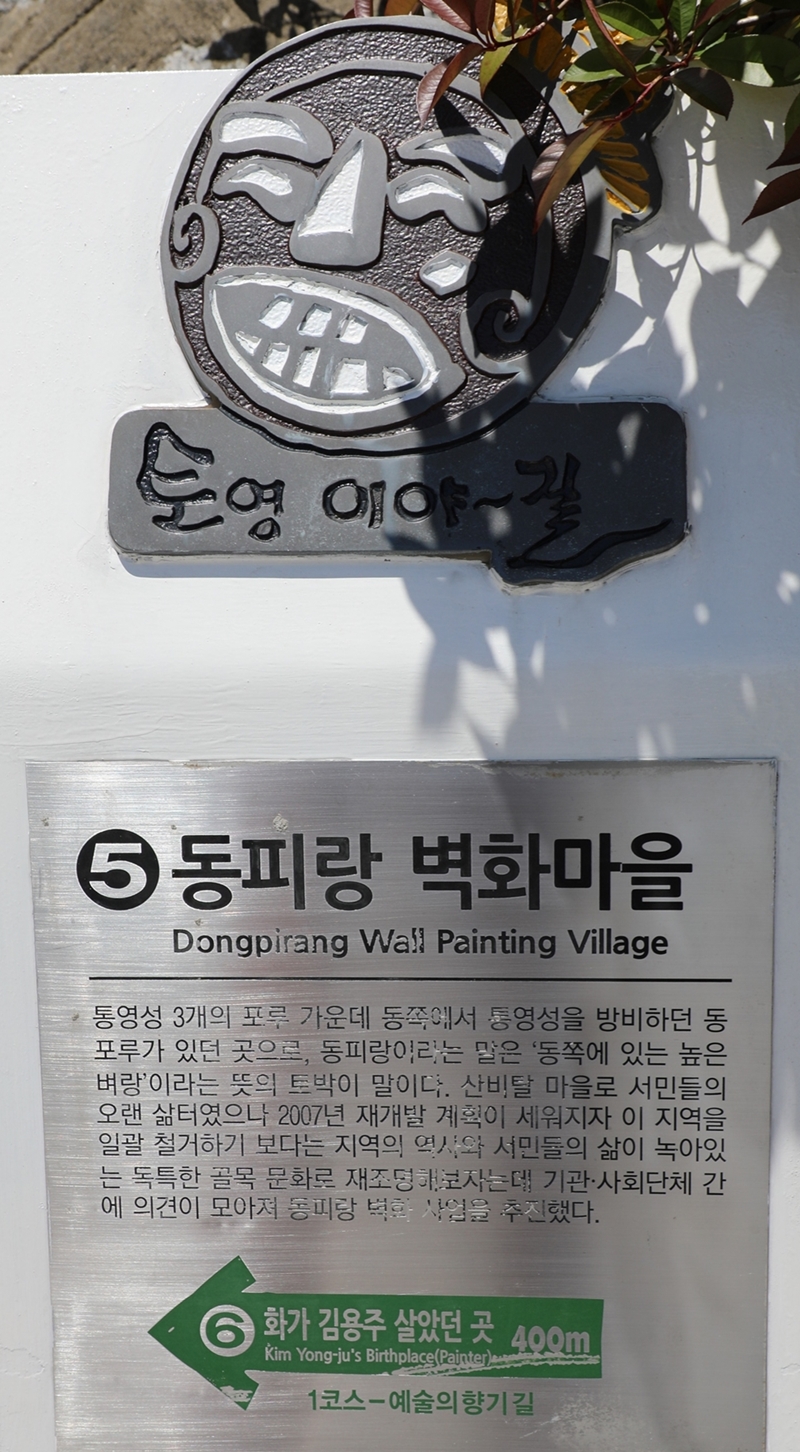 통영 이야~길
5 동피랑 벽화마을
Dongpirang Wall Painting Village
통영성 3개의 포루 가운데 동쪽에서 통영성을 방비하던 동
포루가 있던 곳으로, 동피랑이라는 말은 '동쪽에 있는 높은
벼랑'이라는 뜻의 토박이 말이다. 산비탈 마을로 서민들의
오랜 삶터였으나 2007년 재개발 계획이 세워지자 이 지역을
일괄 철거하기 보다는 지역의 역사와 서민들의 삶이 녹아있
는 독특한 골목 문화로 재조명해보자는데 기관·사회단체 간
에 의견이 모아져 동피랑 벽화 사업을 추진했다.
6 화가 김용주 살았던 곳 400m
Kim Yong-ju's Birthplace(Painter)
1코스-예술의향기길